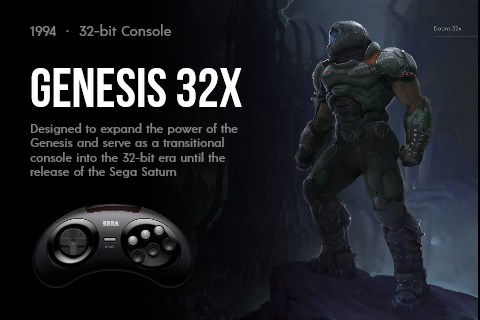 1994 · 32-bit Console
Doom 32x
GENESIS 32X
Designed to expand the power of the
Genesis and serve as a transitional
console into the 32-bit era until the
release of the Sega Saturn
SEGA